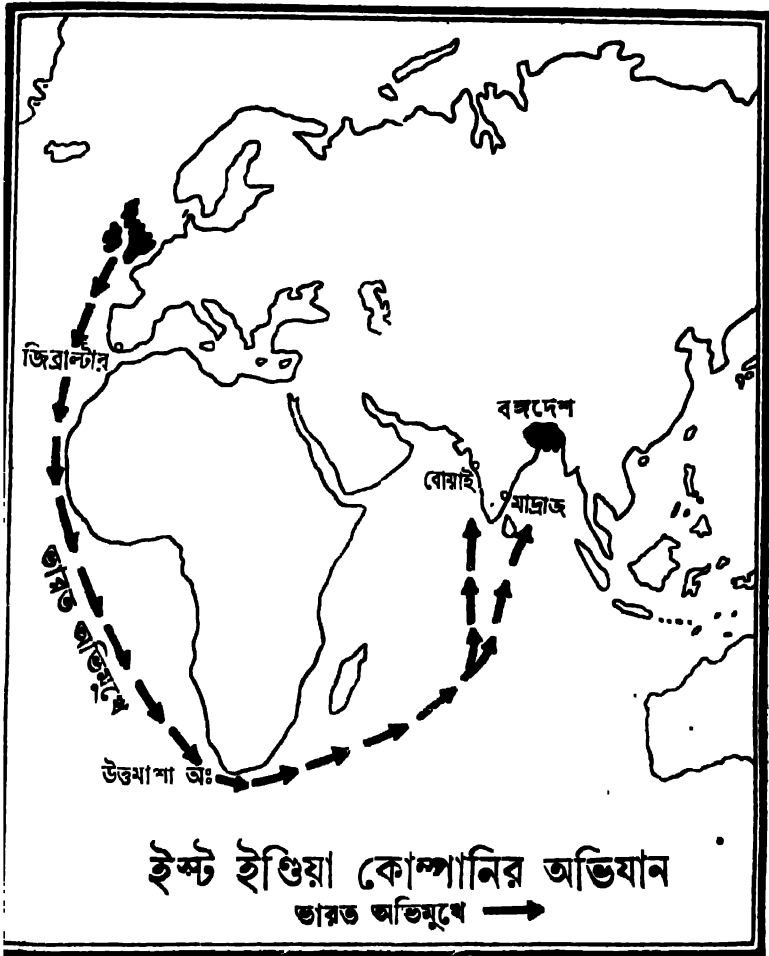 জিব্রাল্টার
বঙ্গদেশ
বোম্বাই
মাদ্রাজ
ভারত অভিমুখে
উত্তমাশা অঃ
ইস্ট ইণ্ডিয়া কোম্পানির অভিযান
ভারত অভিমুখে